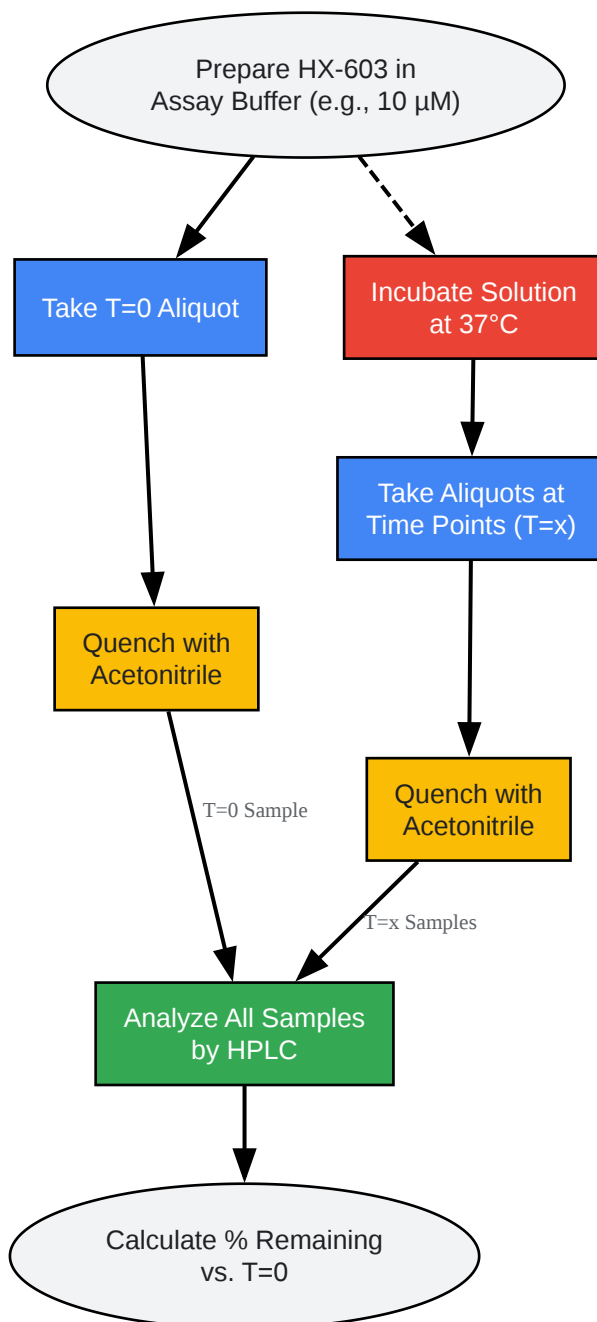 Prepare HX-603 in
Assay Buffer (e.g., 10 µM)
Take T=0 Aliquot
Incubate Solution
at 37°C
Take Aliquots at
Time Points (T=x)
Quench with
Acetonitrile
Quench with
Acetonitrile
T=0 Sample
T=x Samples
Analyze All Samples
by HPLC
Calculate % Remaining
vs. T=0